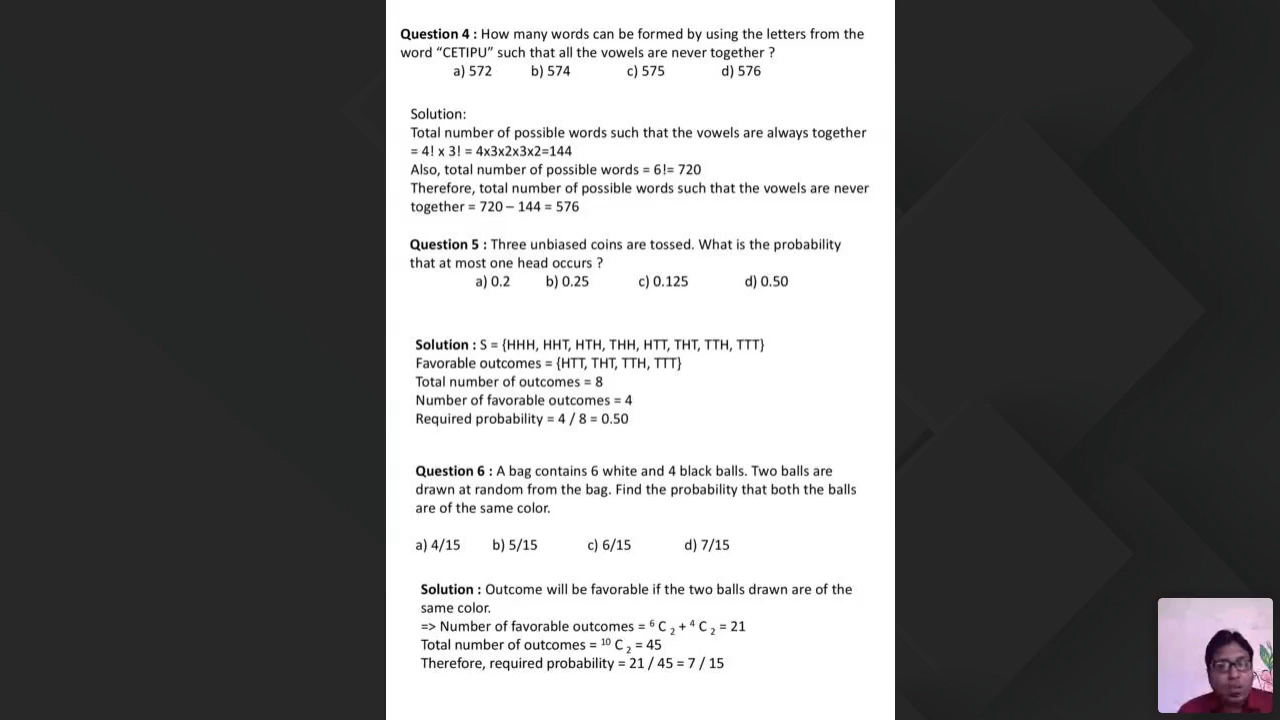 Question 4 : How many words can be formed by using the letters from the
word “CETIPU” such that all the vowels are never together ?
a) 572 b) 574 c) 575 d) 576
Solution:
Total number of possible words such that the vowels are always together
= 4! x 3! = 4x3x2x3x2=144
Also, total number of possible words = 6!= 720
Therefore, total number of possible words such that the vowels are never
together = 720 – 144 = 576
Question 5 : Three unbiased coins are tossed. What is the probability
that at most one head occurs ?
a) 0.2 b) 0.25 c) 0.125 d) 0.50
Solution : S = {HHH, HHT, HTH, THH, HTT, THT, TTH, TTT}
Favorable outcomes = {HTT, THT, TTH, TTT}
Total number of outcomes = 8
Number of favorable outcomes = 4
Required probability = 4 / 8 = 0.50
Question 6 : A bag contains 6 white and 4 black balls. Two balls are
drawn at random from the bag. Find the probability that both the balls
are of the same color.
a) 4/15 b) 5/15 c) 6/15 d) 7/15
Solution : Outcome will be favorable if the two balls drawn are of the
same color.
=> Number of favorable outcomes = ⁶ C ₂ + ⁴ C ₂ = 21
Total number of outcomes = ¹⁰ C ₂ = 45
Therefore, required probability = 21 / 45 = 7 / 15